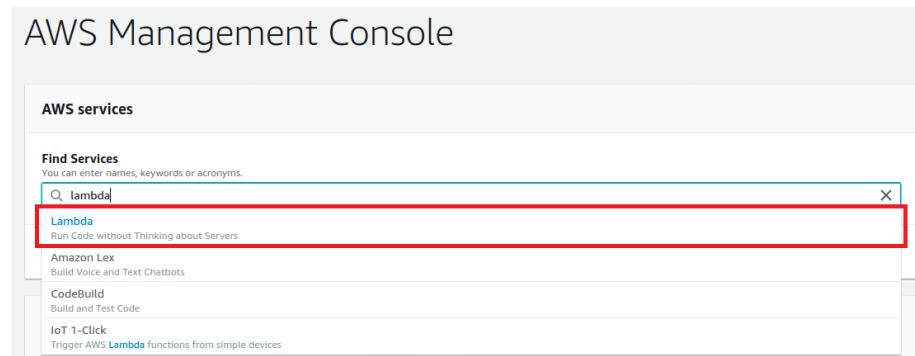 AWS Management Console
AWS services
Find Services
You can enter names, keywords or acronyms.
lambda
Lambda
Run Code without Thinking about Servers
Amazon Lex
Build Voice and Text Chatbots
CodeBuild
Build and Test Code
IoT 1-Click
Trigger AWS Lambda functions from simple devices